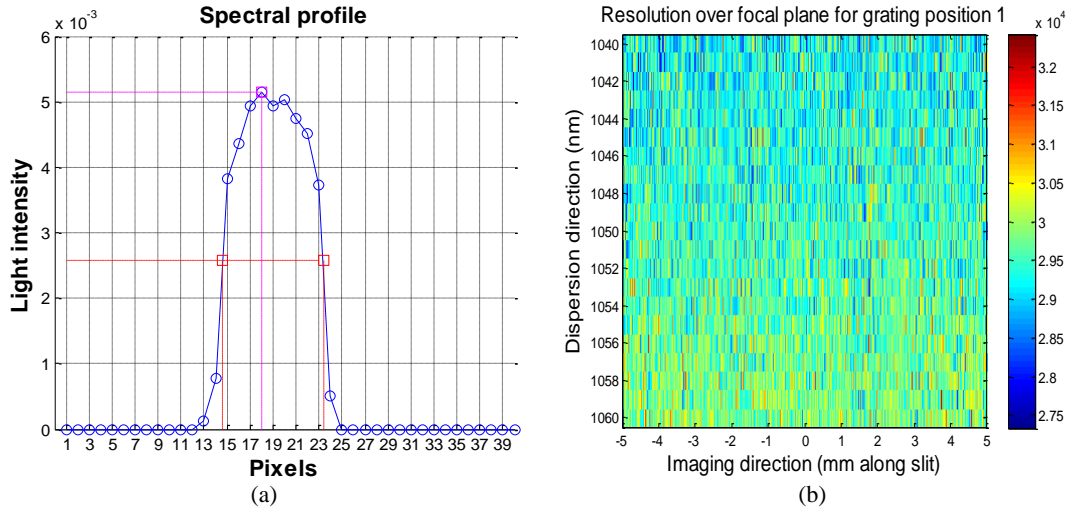 Spectral profile
x 10⁻³
6
5
4
3
2
1
0
1 3 5 7 9 11 13 15 17 19 21 23 25 27 29 31 33 35 37 39
Light intensity
Pixels
(a)
Resolution over focal plane for grating position 1
x 10⁴
1040
1042
1044
1046
1048
1050
1052
1054
1056
1058
1060
-5 -4 -3 -2 -1 0 1 2 3 4 5
Dispersion direction (nm)
Imaging direction (mm along slit)
3.2
3.15
3.1
3.05
3
2.95
2.9
2.85
2.8
2.75
(b)